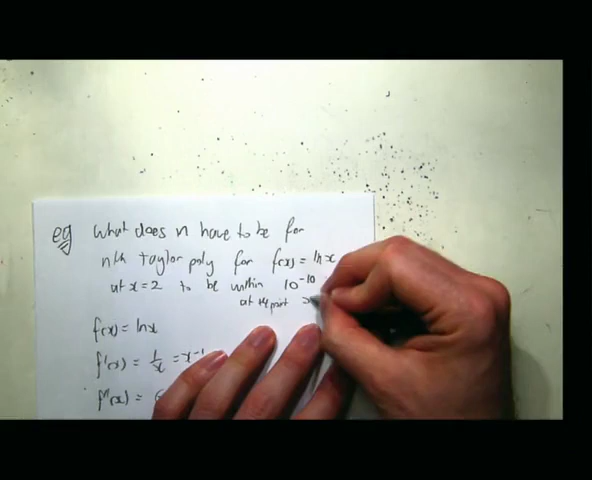 eg What does n have to be for
nth Taylor poly for f(x) = ln x
at x = 2 to be within 10^-10
at the point x
f(x) = ln x
f'(x) = 1/x = x^-1
f''(x) =